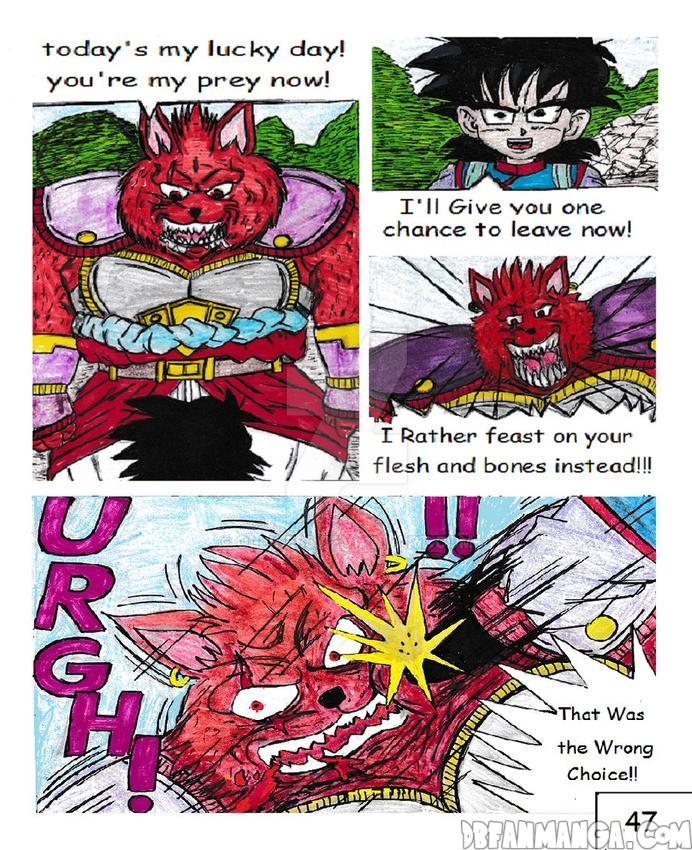 today's my lucky day!
you're my prey now!
I'll Give you one
chance to leave now!
I Rather feast on your
flesh and bones instead!!!
URGH!!!
That Was
the Wrong
Choice!!
47
DBFANMANGA.COM